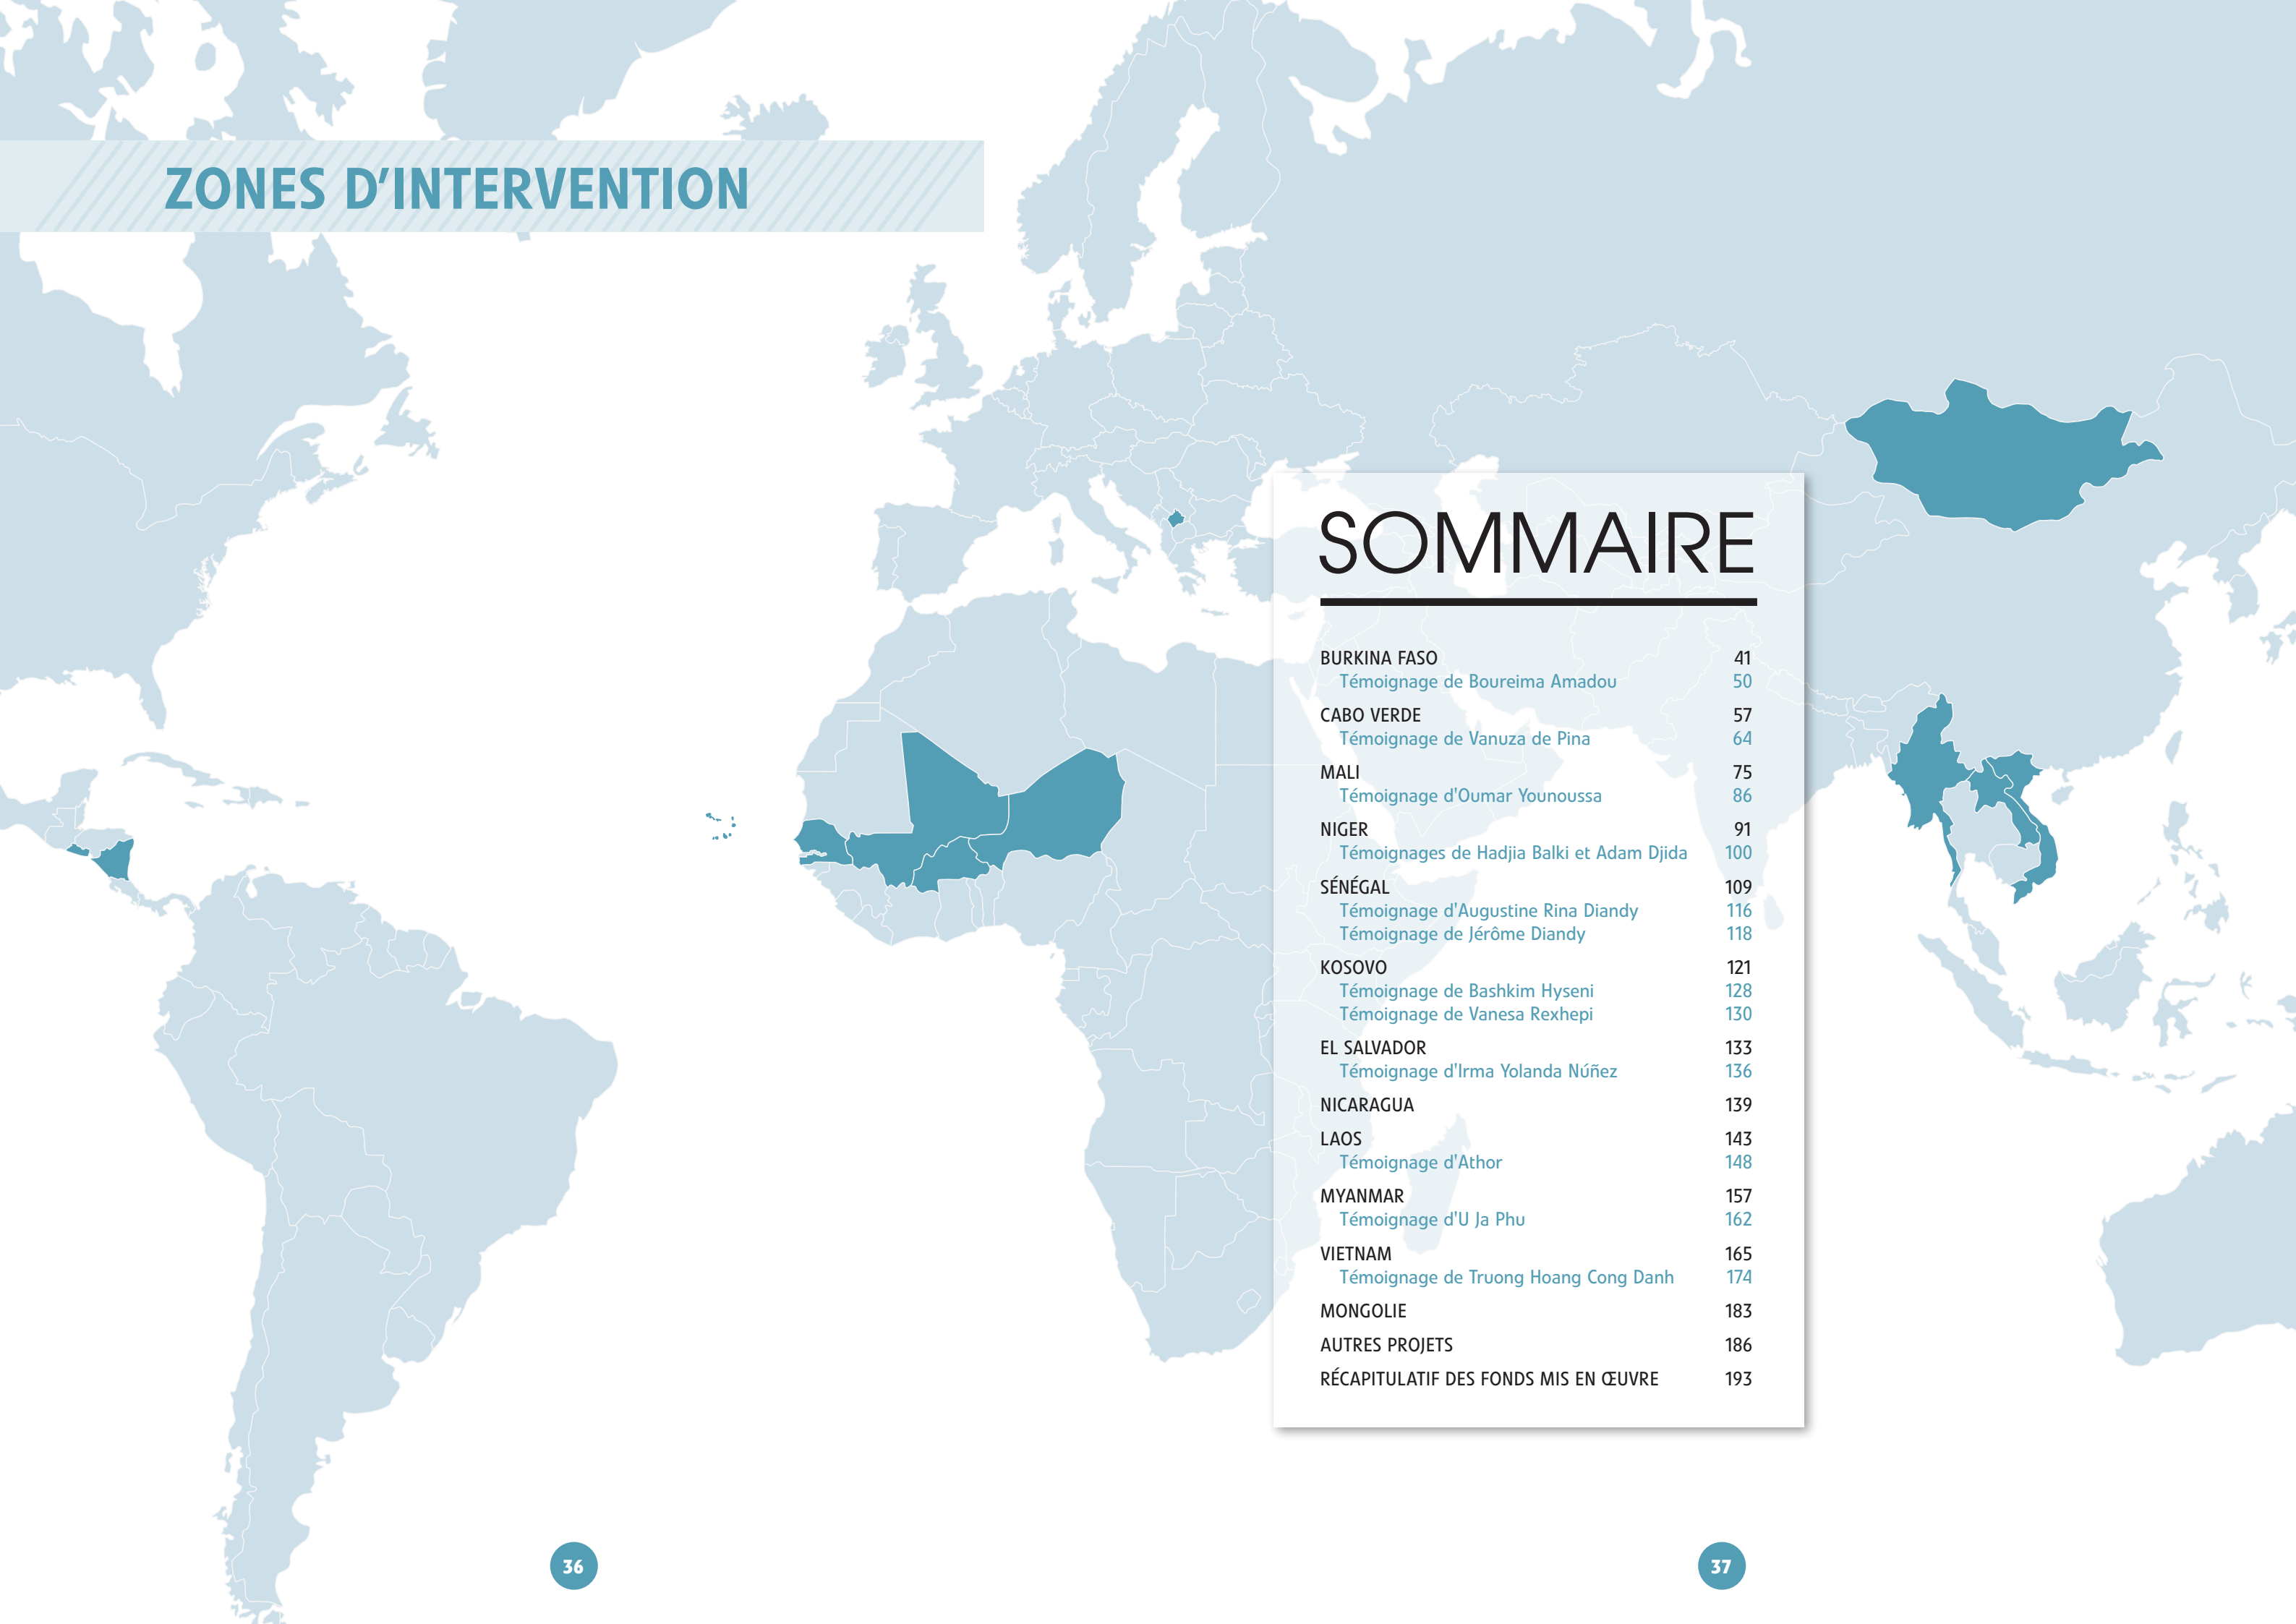 ZONES D’INTERVENTION
SOMMAIRE
BURKINA FASO 41
Témoignage de Boureima Amadou 50
CABO VERDE 57
Témoignage de Vanuza de Pina 64
MALI 75
Témoignage d'Oumar Younoussa 86
NIGER 91
Témoignages de Hadjia Balki et Adam Djida 100
SÉNÉGAL 109
Témoignage d'Augustine Rina Diandy 116
Témoignage de Jérôme Diandy 118
KOSOVO 121
Témoignage de Bashkim Hyseni 128
Témoignage de Vanesa Rexhepi 130
EL SALVADOR 133
Témoignage d'Irma Yolanda Núñez 136
NICARAGUA 139
LAOS 143
Témoignage d'Athor 148
MYANMAR 157
Témoignage d'U Ja Phu 162
VIETNAM 165
Témoignage de Truong Hoang Cong Danh 174
MONGOLIE 183
AUTRES PROJETS 186
RÉCAPITULATIF DES FONDS MIS EN ŒUVRE 193
36
37